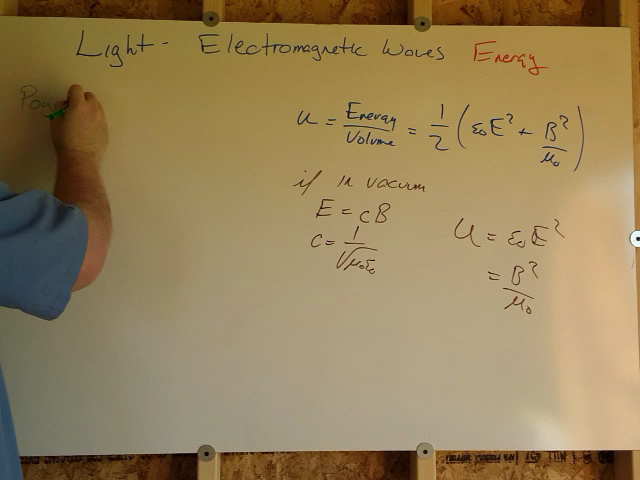 Light - Electromagnetic Waves Energy
Pow
u = Energy/Volume = 1/2 (ε₀E² + B²/μ₀)
if in vacuum
E = cB
c = 1/√μ₀ε₀
u = ε₀E²
= B²/μ₀